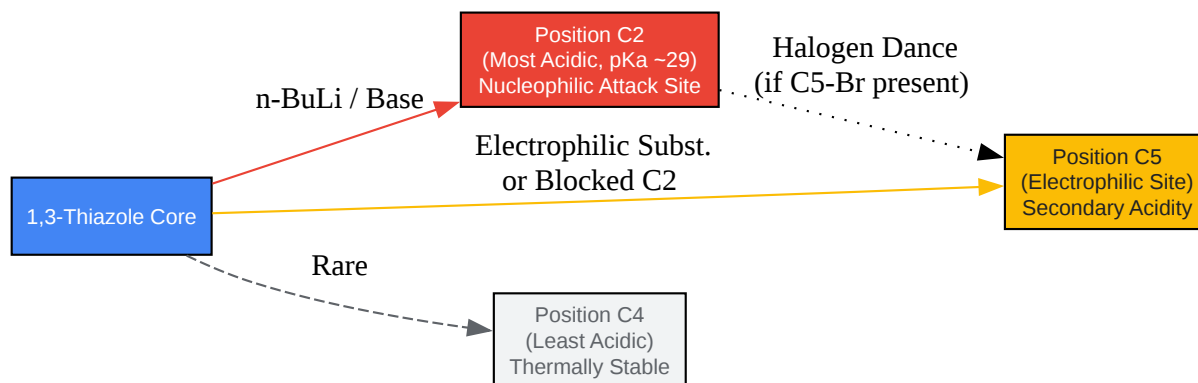 1,3-Thiazole Core
n-BuLi / Base
Position C2
(Most Acidic, pKa ~29)
Nucleophilic Attack Site
Halogen Dance
(if C5-Br present)
Electrophilic Subst.
or Blocked C2
Position C5
(Electrophilic Site)
Secondary Acidity
Rare
Position C4
(Least Acidic)
Thermally Stable